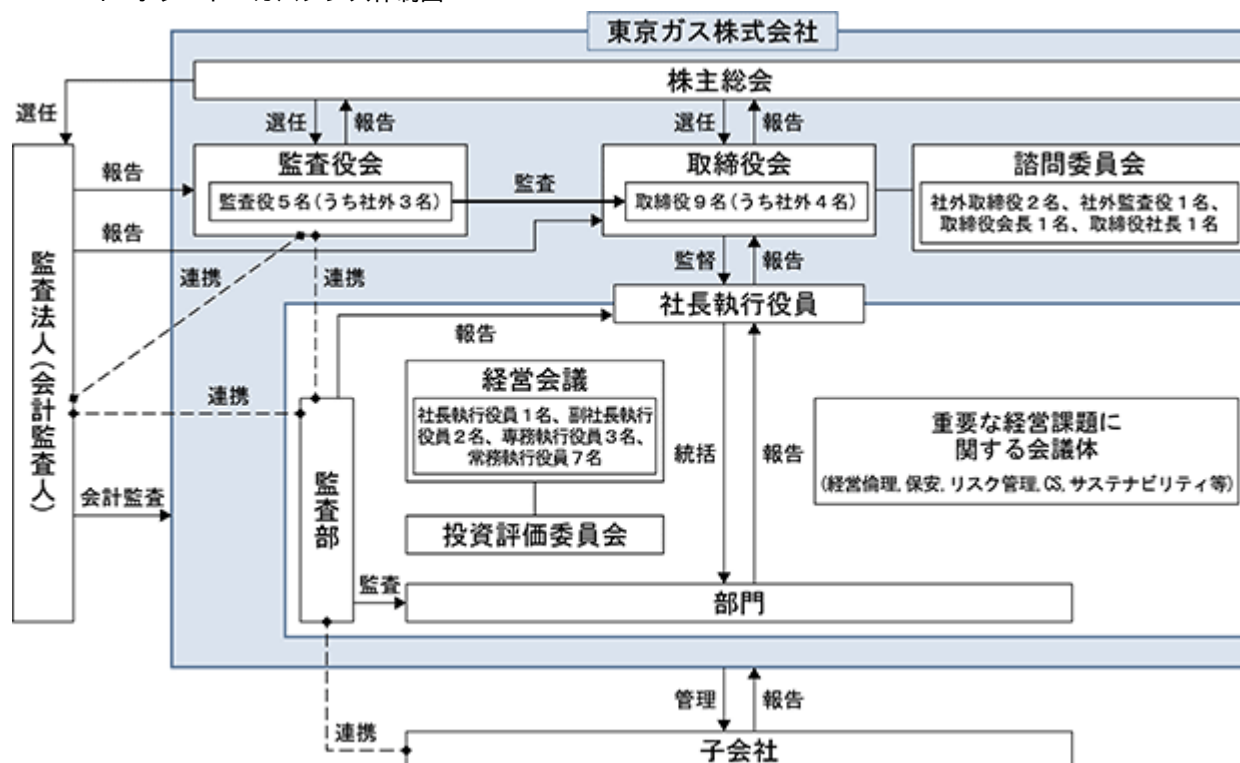 東京ガス株式会社
株主総会
選任
選任
報告
選任
報告
監査役会
監査役5名(うち社外3名)
監査
取締役会
取締役9名(うち社外4名)
諮問委員会
社外取締役2名、社外監査役1名、
取締役会長1名、取締役社長1名
報告
報告
監査法人(会計監査人)
連携
連携
監督
報告
社長執行役員
報告
経営会議
社長執行役員1名、副社長執行
役員2名、専務執行役員3名、
常務執行役員7名
連携
統括
報告
重要な経営課題に
関する会議体
(経営倫理,保安,リスク管理,CS,サステナビリティ等)
会計監査
監査部
投資評価委員会
監査
部門
管理
報告
連携
子会社